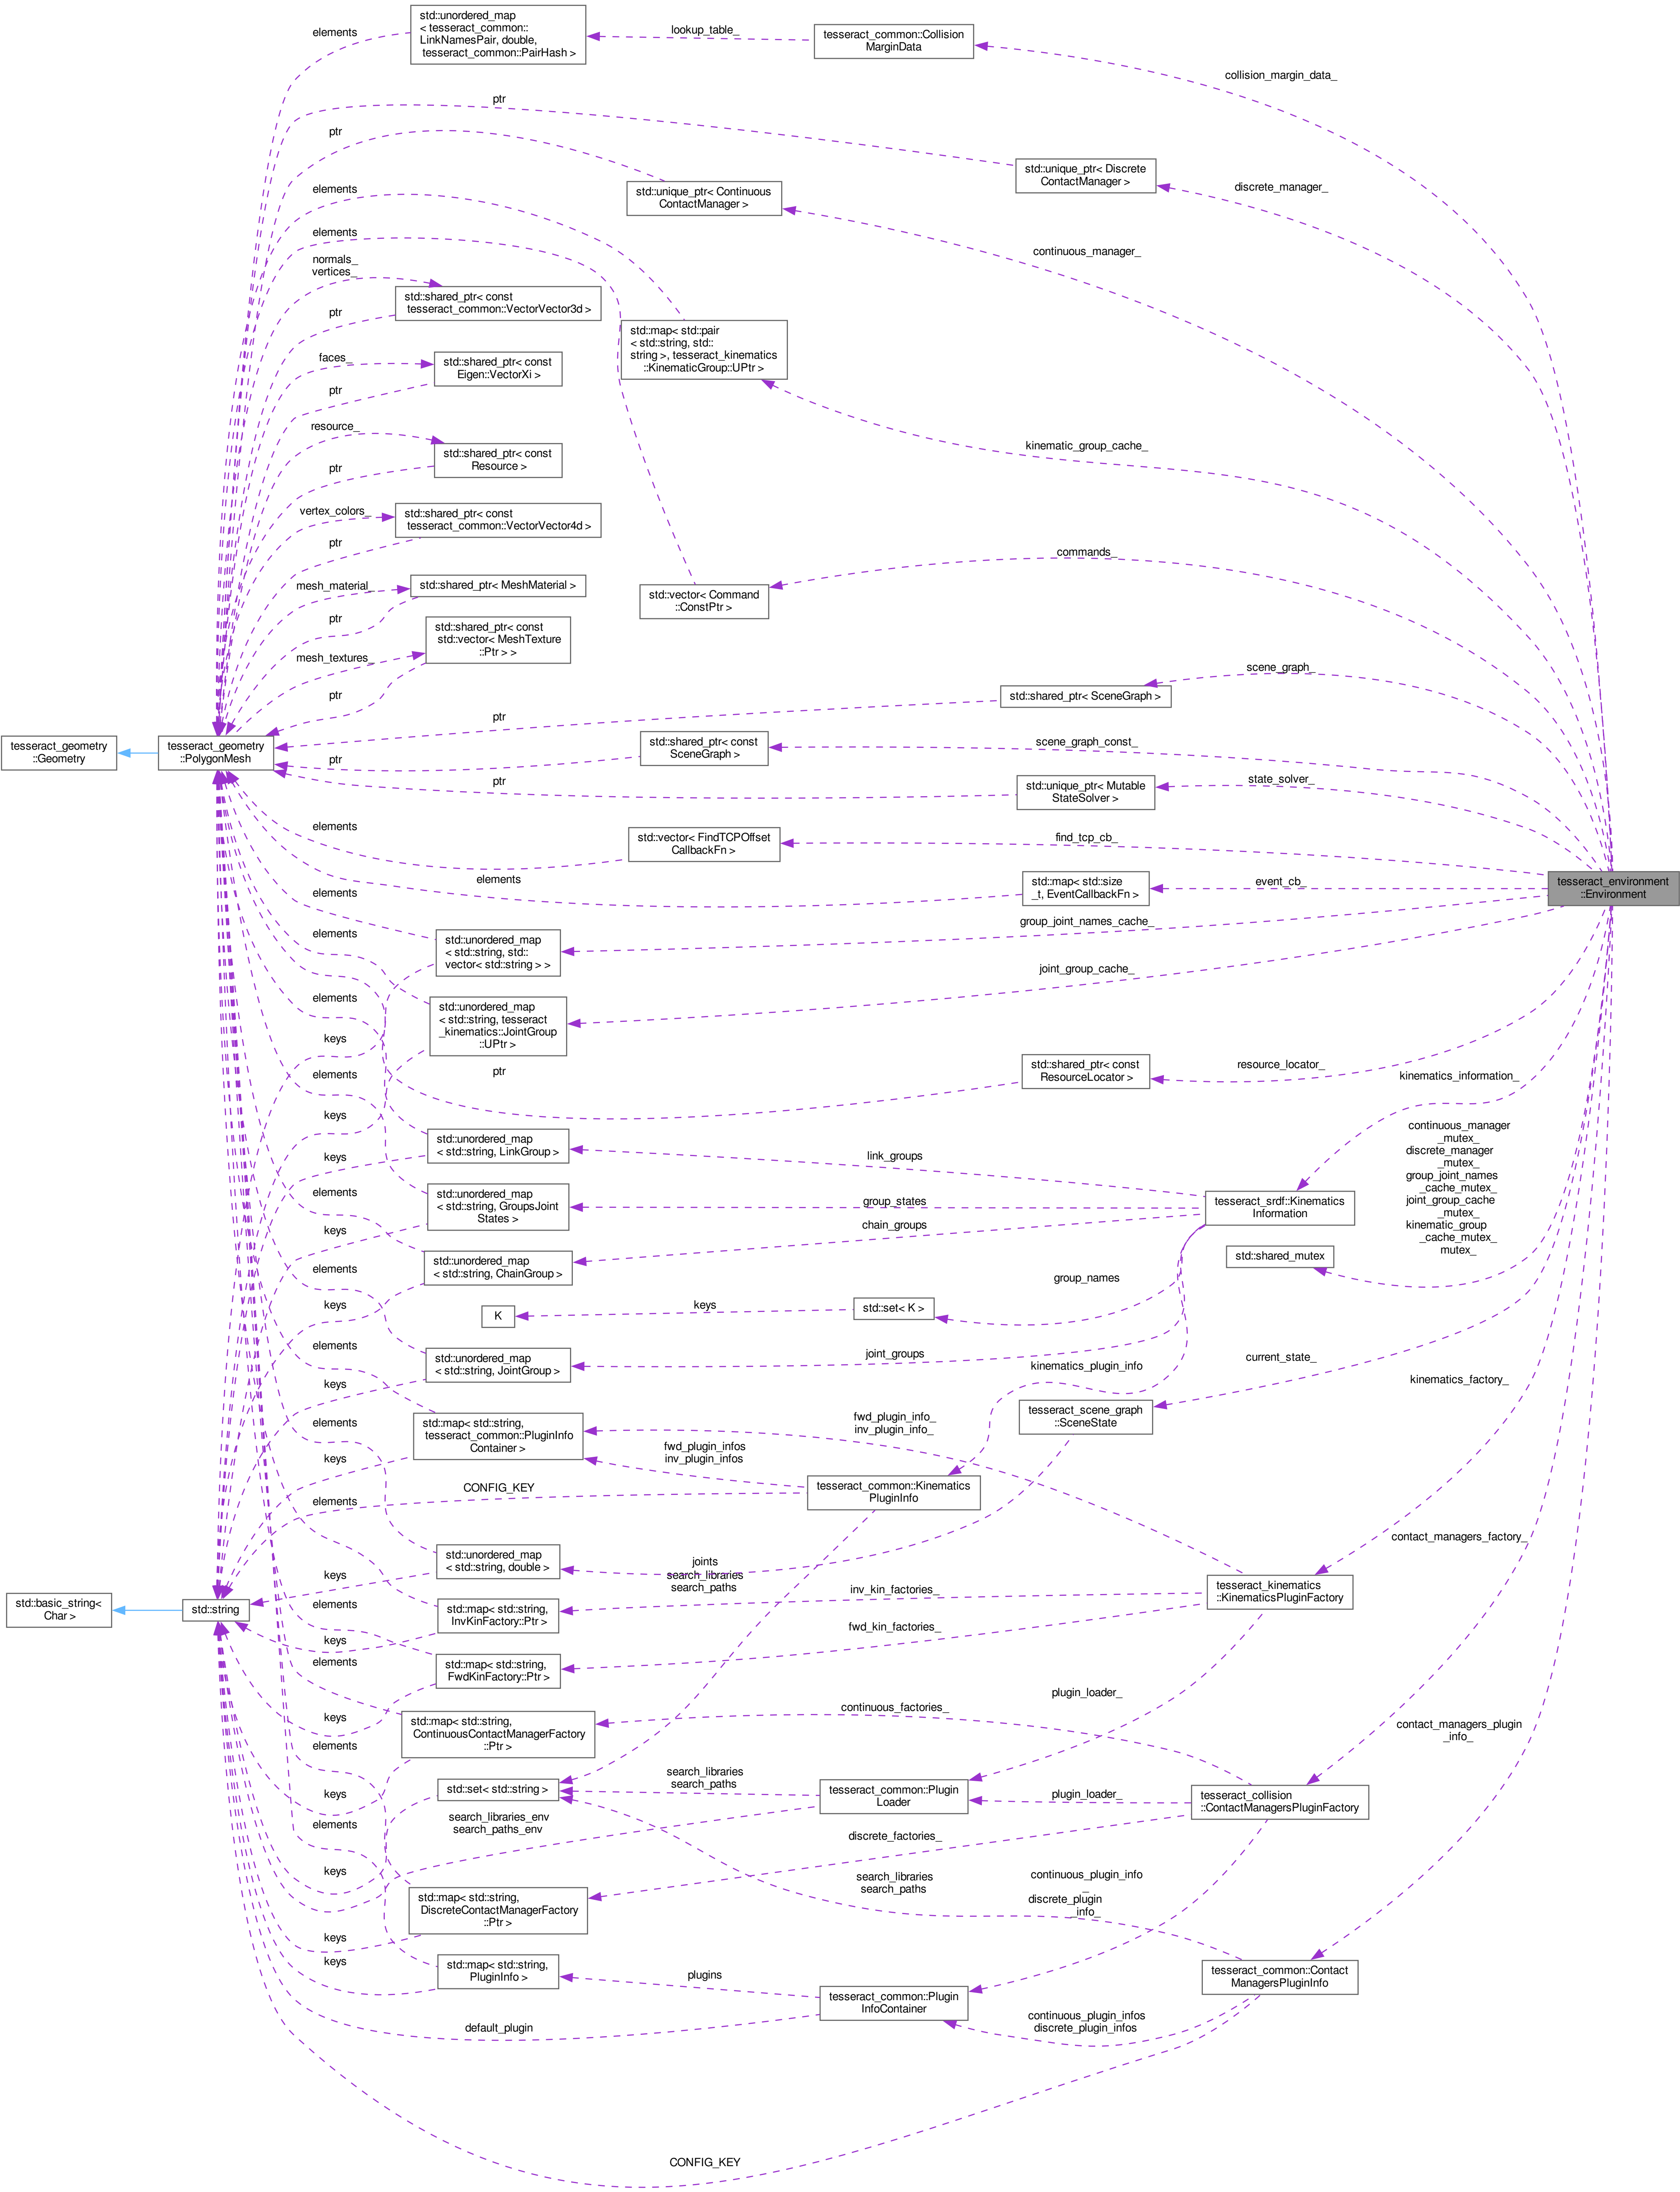 std::unordered_map
< tesseract_common::
LinkNamesPair, double,
tesseract_common::PairHash >
elements
lookup_table_
tesseract_common::Collision
MarginData
collision_margin_data_
ptr
std::unique_ptr< Discrete
ContactManager >
discrete_manager_
ptr
std::unique_ptr< Continuous
ContactManager >
continuous_manager_
elements
elements
normals_
vertices_
std::shared_ptr< const
tesseract_common::VectorVector3d >
ptr
std::map< std::pair
< std::string, std::
string >, tesseract_kinematics
::KinematicGroup::UPtr >
faces_
std::shared_ptr< const
Eigen::VectorXi >
ptr
kinematic_group_cache_
resource_
std::shared_ptr< const
Resource >
ptr
vertex_colors_
std::shared_ptr< const
tesseract_common::VectorVector4d >
ptr
commands_
mesh_material_
std::shared_ptr< MeshMaterial >
std::vector< Command
::ConstPtr >
ptr
std::shared_ptr< const
std::vector< MeshTexture
::Ptr > >
mesh_textures_
ptr
scene_graph_
std::shared_ptr< SceneGraph >
ptr
tesseract_geometry
::Geometry
tesseract_geometry
::PolygonMesh
std::shared_ptr< const
SceneGraph >
scene_graph_const_
ptr
ptr
std::unique_ptr< Mutable
StateSolver >
state_solver_
elements
std::vector< FindTCPOffset
CallbackFn >
find_tcp_cb_
elements
std::map< std::size
_t, EventCallbackFn >
event_cb_
tesseract_environment
::Environment
elements
std::unordered_map
< std::string, std::
vector< std::string > >
group_joint_names_cache_
elements
joint_group_cache_
elements
std::unordered_map
< std::string, tesseract
_kinematics::JointGroup
::UPtr >
keys
ptr
std::shared_ptr< const
ResourceLocator >
resource_locator_
kinematics_information_
elements
keys
std::unordered_map
< std::string, LinkGroup >
link_groups
continuous_manager
_mutex_
discrete_manager
_mutex_
group_joint_names
_cache_mutex_
joint_group_cache
_mutex_
kinematic_group
_cache_mutex_
mutex_
keys
elements
std::unordered_map
< std::string, GroupsJoint
States >
group_states
tesseract_srdf::Kinematics
Information
keys
chain_groups
std::unordered_map
< std::string, ChainGroup >
elements
std::shared_mutex
group_names
keys
K
keys
std::set< K >
elements
std::unordered_map
< std::string, JointGroup >
joint_groups
kinematics_plugin_info
current_state_
keys
kinematics_factory_
tesseract_scene_graph
::SceneState
std::map< std::string,
tesseract_common::PluginInfo
Container >
fwd_plugin_info_
inv_plugin_info_
elements
keys
fwd_plugin_infos
inv_plugin_infos
CONFIG_KEY
tesseract_common::Kinematics
PluginInfo
elements
contact_managers_factory_
std::unordered_map
< std::string, double >
joints
search_libraries
search_paths
keys
std::basic_string<
Char >
std::string
elements
std::map< std::string,
InvKinFactory::Ptr >
inv_kin_factories_
tesseract_kinematics
::KinematicsPluginFactory
keys
fwd_kin_factories_
std::map< std::string,
FwdKinFactory::Ptr >
elements
plugin_loader_
keys
continuous_factories_
std::map< std::string,
ContinuousContactManagerFactory
::Ptr >
contact_managers_plugin
_info_
elements
search_libraries
search_paths
std::set< std::string >
tesseract_common::Plugin
Loader
plugin_loader_
tesseract_collision
::ContactManagersPluginFactory
keys
elements
search_libraries_env
search_paths_env
discrete_factories_
keys
search_libraries
search_paths
continuous_plugin_info
_
discrete_plugin
_info_
std::map< std::string,
DiscreteContactManagerFactory
::Ptr >
keys
keys
std::map< std::string,
PluginInfo >
plugins
tesseract_common::Contact
ManagersPluginInfo
tesseract_common::Plugin
InfoContainer
default_plugin
continuous_plugin_infos
discrete_plugin_infos
CONFIG_KEY